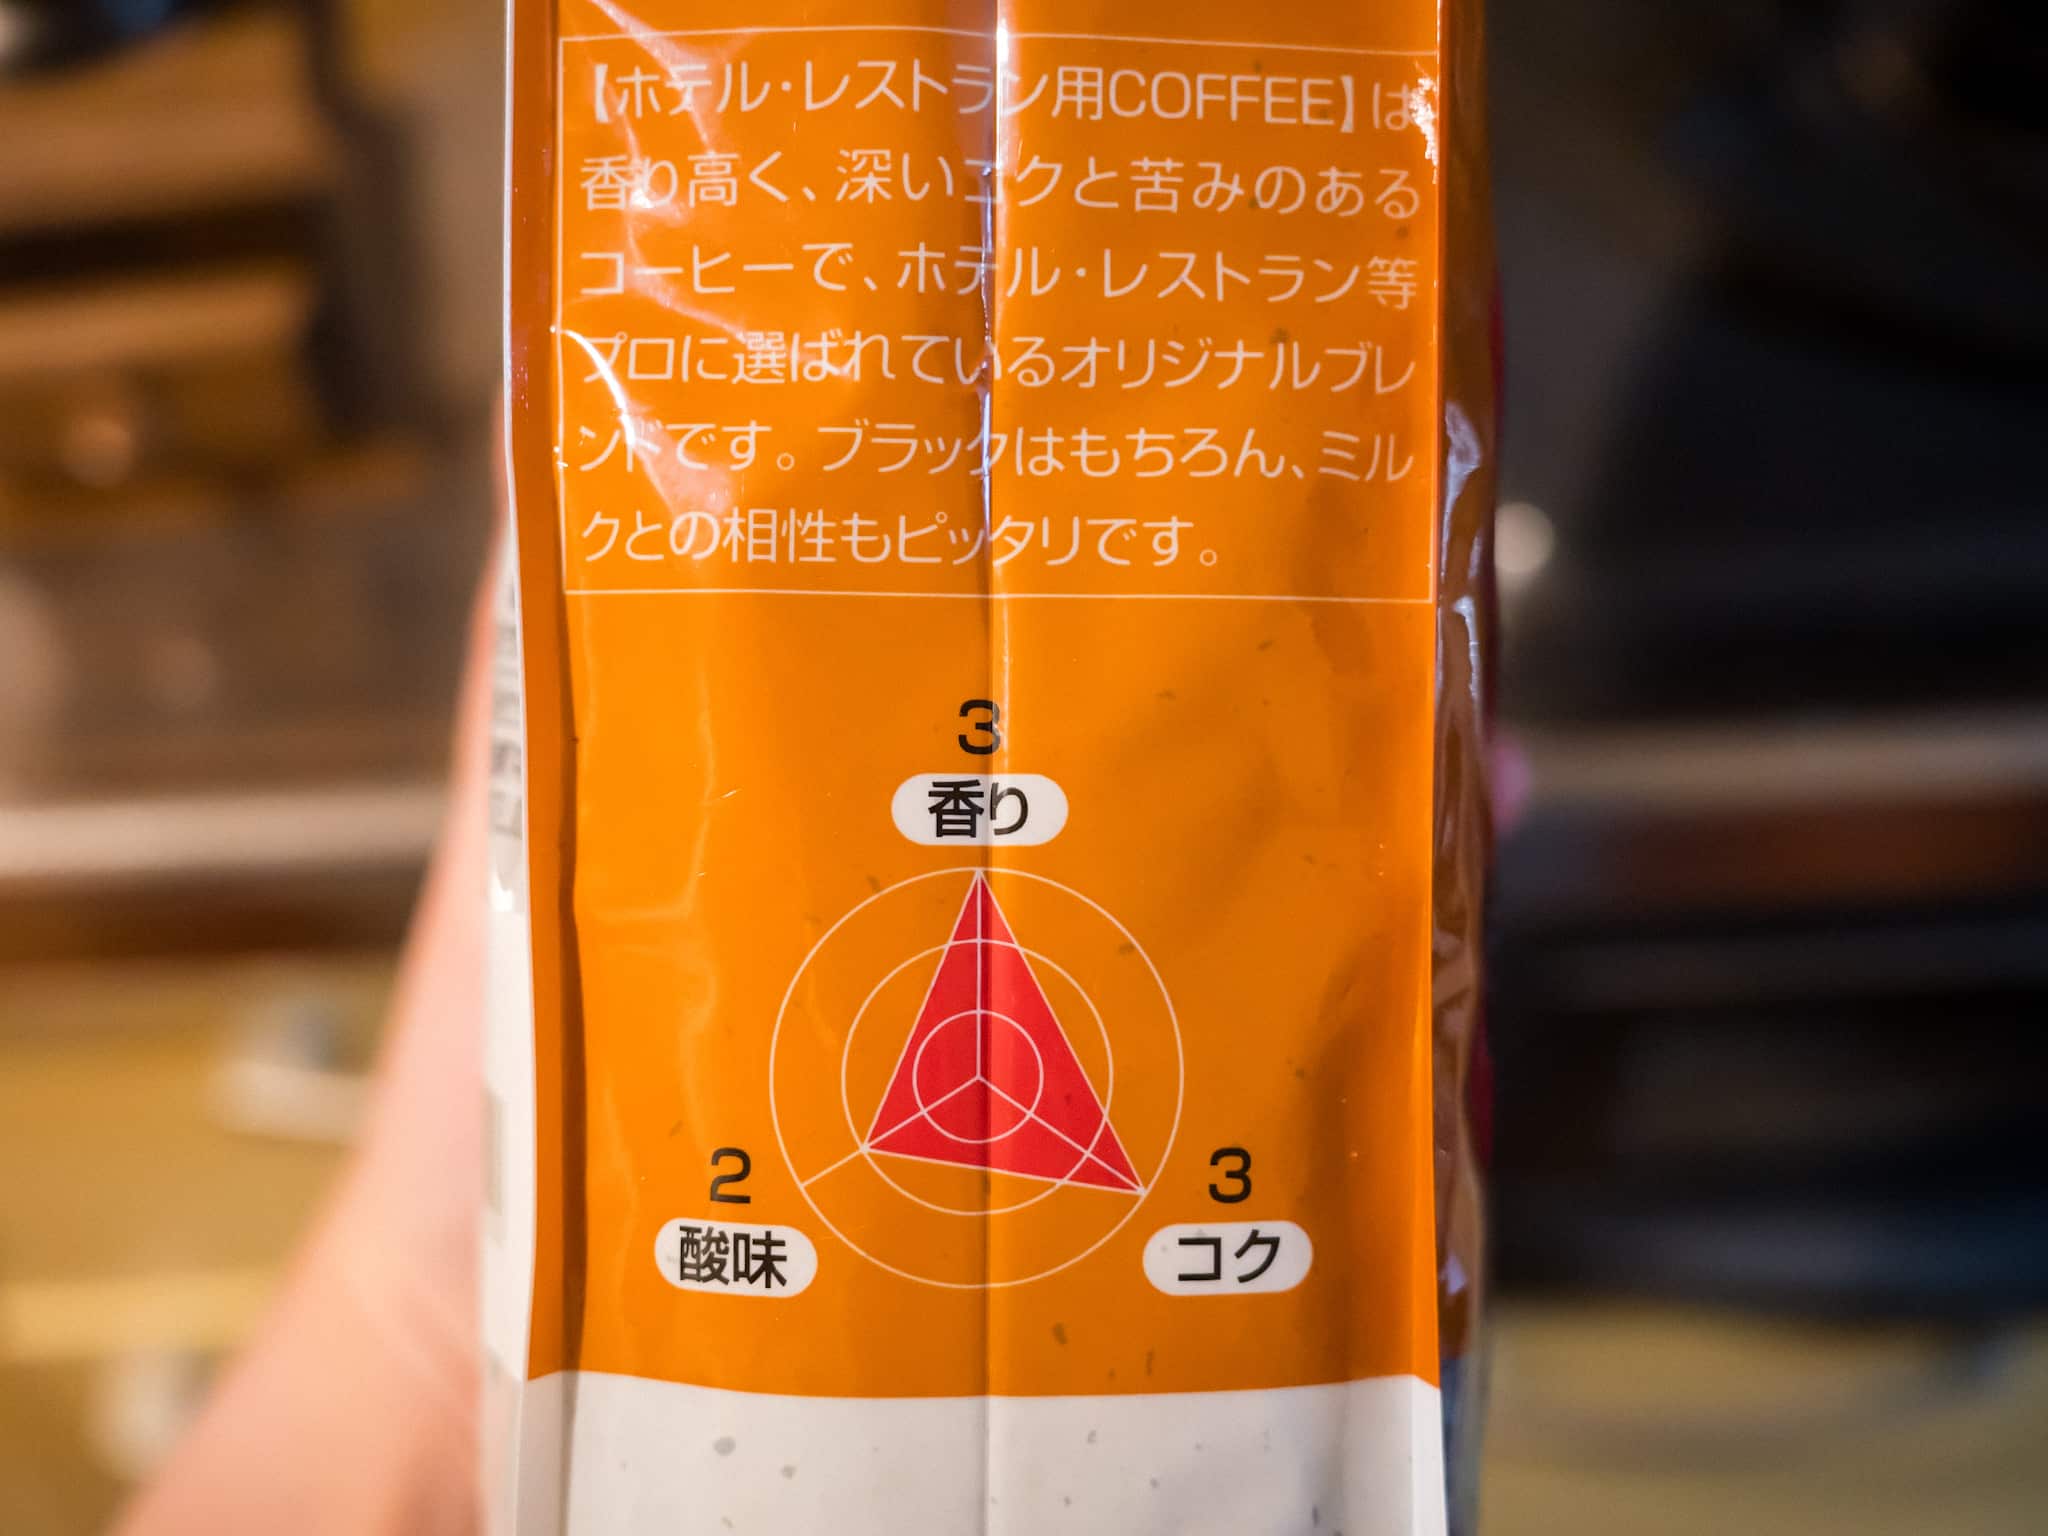 【ホテル・レストラン用COFFEE】は
香り高く、深いコクと苦みのある
コーヒーで、ホテル・レストラン等
プロに選ばれているオリジナルブレ
ンドです。ブラックはもちろん、ミル
クとの相性もピッタリです。
3
香り
2
3
酸味
コク